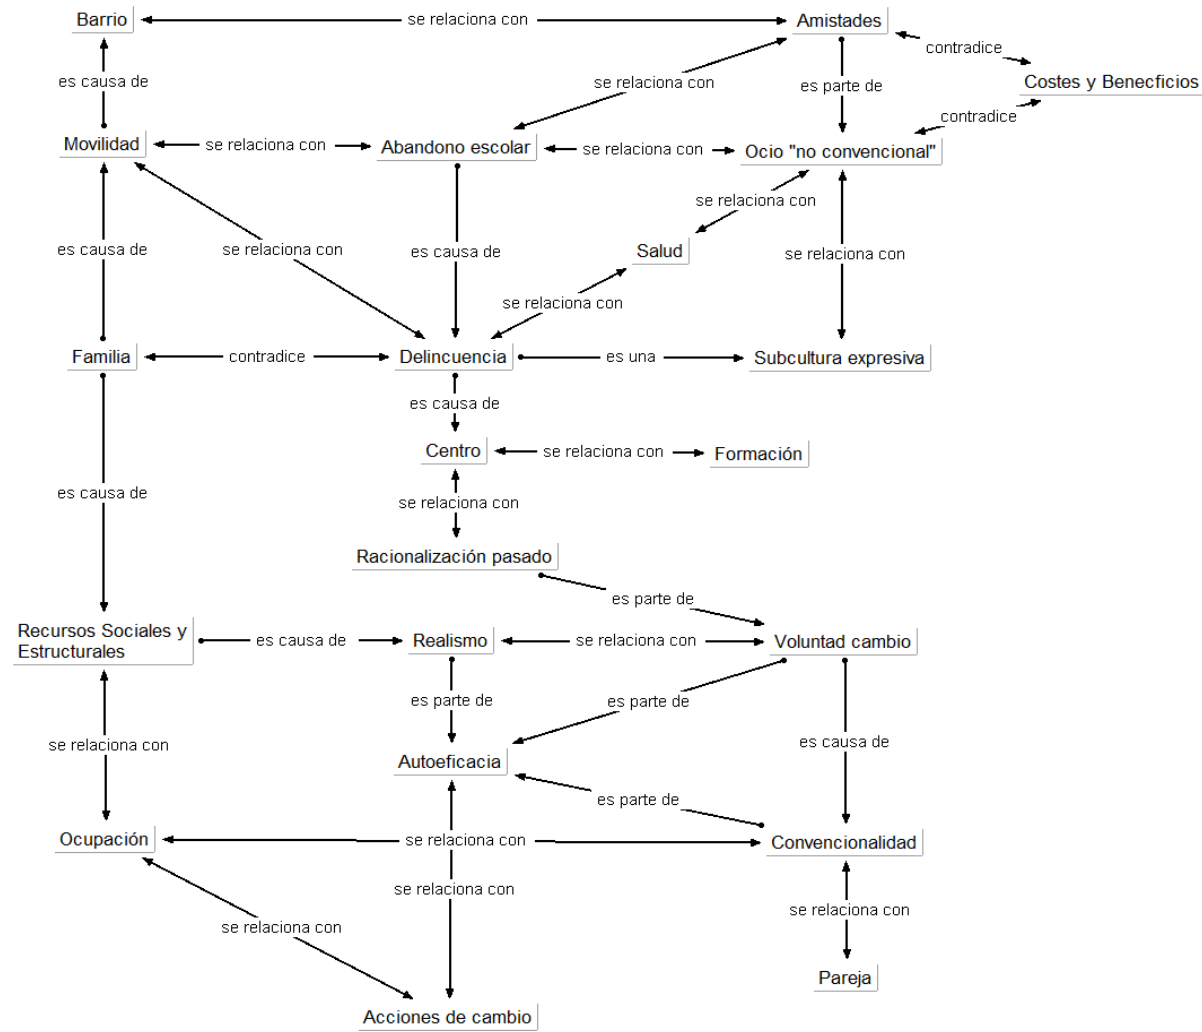 Barrio
se relaciona con
Amistades
contradice
es causa de
se relaciona con
es parte de
Costes y Benecficios
contradice
Movilidad
se relaciona con
Abandono escolar
se relaciona con
Ocio "no convencional"
se relaciona con
es causa de
se relaciona con
es causa de
Salud
se relaciona con
se relaciona con
Familia
contradice
Delincuencia
es una
Subcultura expresiva
es causa de
Centro
se relaciona con
Formación
es causa de
se relaciona con
Racionalización pasado
es parte de
Recursos Sociales y
Estructurales
es causa de
Realismo
se relaciona con
Voluntad cambio
es parte de
es parte de
se relaciona con
es causa de
Autoeficacia
es parte de
Ocupación
se relaciona con
Convencionalidad
se relaciona con
se relaciona con
se relaciona con
Pareja
Acciones de cambio